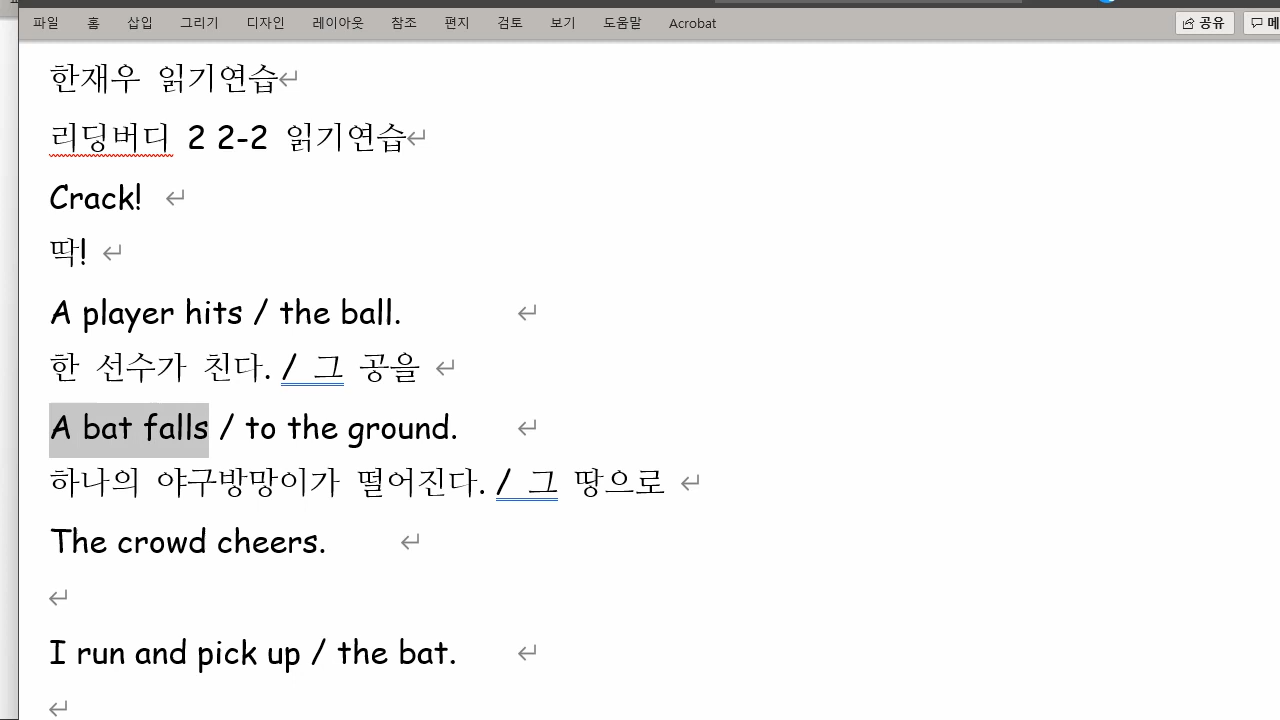 파일 홈 삽입 그리기 디자인 레이아웃 참조 편지 검토 보기 도움말 Acrobat 공유 메
한재우 읽기연습
리딩버디 2 2-2 읽기연습
Crack!
딱!
A player hits / the ball.
한 선수가 친다. / 그 공을
A bat falls / to the ground.
하나의 야구방망이가 떨어진다. / 그 땅으로
The crowd cheers.
I run and pick up / the bat.